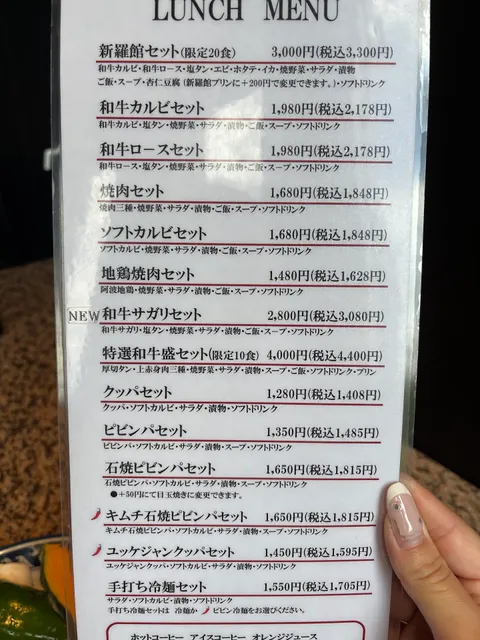 LUNCH MENU
新羅館セット(限定20食) 3,000円(税込3,300円)
和牛カルビ・和牛ロース・塩タン・エビ・ホタテ・イカ・焼野菜・サラダ・漬物
ご飯・スープ・杏仁豆腐(新羅館プリンに+200円で変更できます。)・ソフトドリンク
和牛カルビセット 1,980円(税込2,178円)
和牛カルビ・塩タン・焼野菜・サラダ・漬物・ご飯・スープ・ソフトドリンク
和牛ロースセット 1,980円(税込2,178円)
和牛ロース・塩タン・焼野菜・サラダ・漬物・ご飯・スープ・ソフトドリンク
焼肉セット 1,680円(税込1,848円)
焼肉三種・焼野菜・サラダ・漬物・ご飯・スープ・ソフトドリンク
ソフトカルビセット 1,680円(税込1,848円)
ソフトカルビ・焼野菜・サラダ・漬物・ご飯・スープ・ソフトドリンク
地鶏焼肉セット 1,480円(税込1,628円)
阿波地鶏・焼野菜・サラダ・漬物・ご飯・スープ・ソフトドリンク
NEW 和牛サガリセット 2,800円(税込3,080円)
和牛サガリ・塩タン・焼野菜・サラダ・漬物・ご飯・スープ・ソフトドリンク
特選和牛盛セット(限定10食) 4,000円(税込4,400円)
厚切タン・上赤身肉三種・焼野菜・サラダ・漬物・スープ・ご飯・ソフトドリンク・プリン
クッパセット 1,280円(税込1,408円)
クッパ・ソフトカルビ・サラダ・漬物・ソフトドリンク
ビビンパセット 1,350円(税込1,485円)
ビビンパ・ソフトカルビ・サラダ・漬物・スープ・ソフトドリンク
石焼ビビンパセット 1,650円(税込1,815円)
石焼ビビンパ・ソフトカルビ・サラダ・漬物・スープ・ソフトドリンク
●+50円にて目玉焼きに変更できます。
キムチ石焼ビビンパセット 1,650円(税込1,815円)
キムチ石焼ビビンパ・ソフトカルビ・サラダ・漬物・スープ・ソフトドリンク
ユッケジャンクッパセット 1,450円(税込1,595円)
ユッケジャンクッパ・ソフトカルビ・サラダ・漬物・ソフトドリンク
手打ち冷麺セット 1,550円(税込1,705円)
サラダ・ソフトカルビ・漬物・ソフトドリンク
手打ち冷麺セットは 冷麺か ビビン冷麺をお選びください。
ホットコーヒー アイスコーヒー オレンジジュース